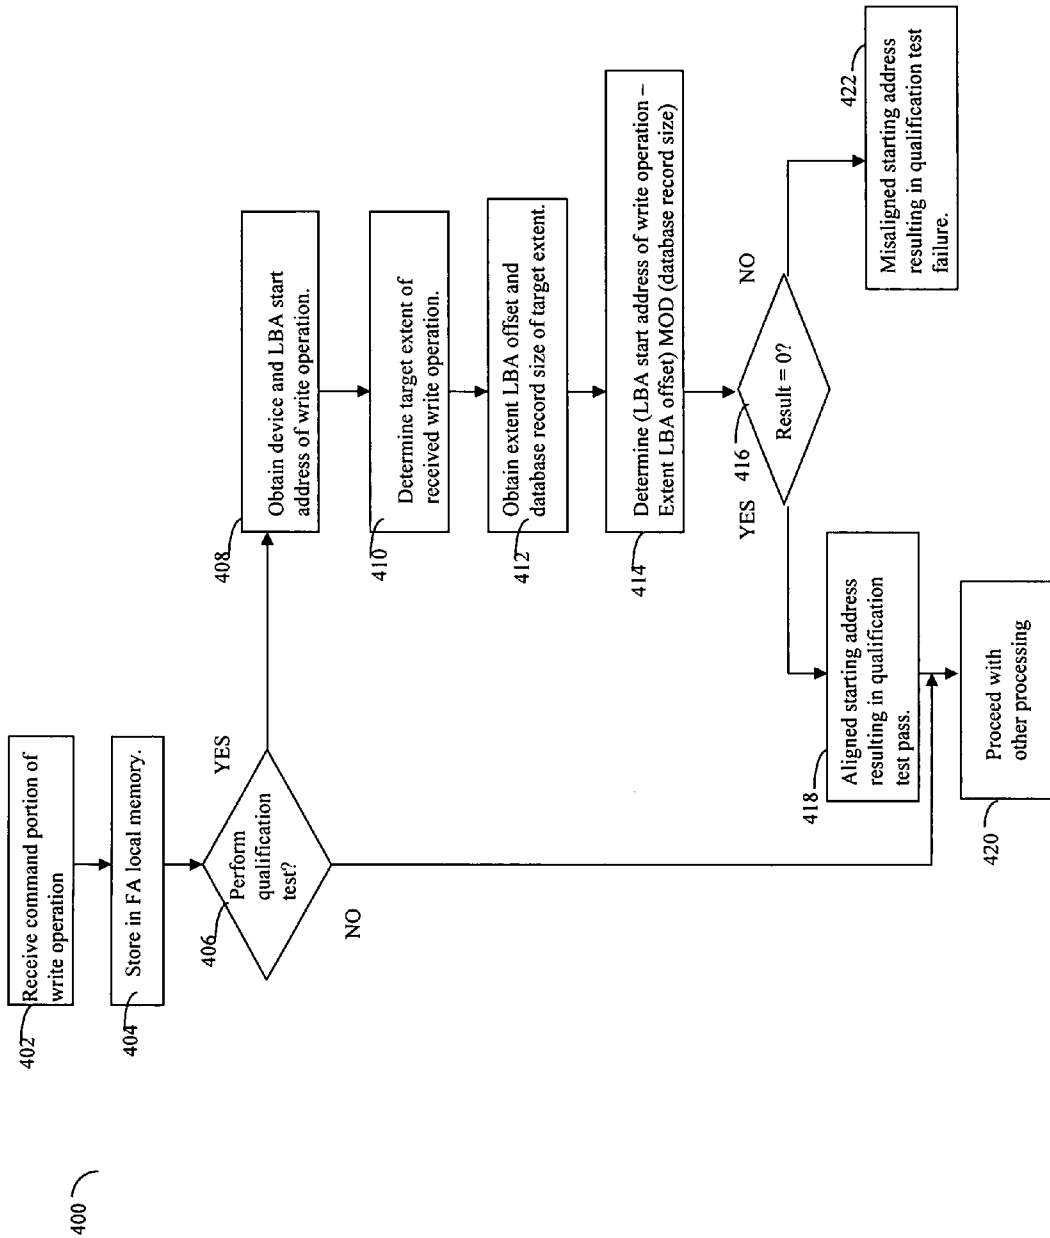 400
402
Receive command portion of
write operation
404
Store in FA local memory.
406
Perform
qualification
test?
YES
NO
408
Obtain device and LBA start
address of write operation.
410
Determine target extent of
received write operation.
412
Obtain extent LBA offset and
database record size of target extent.
414
Determine (LBA start address of write operation –
Extent LBA offset) MOD (database record size)
416
Result = 0?
YES
NO
418
Aligned starting address
resulting in qualification
test pass.
420
Proceed with
other processing
422
Misaligned starting address
resulting in qualification test
failure.